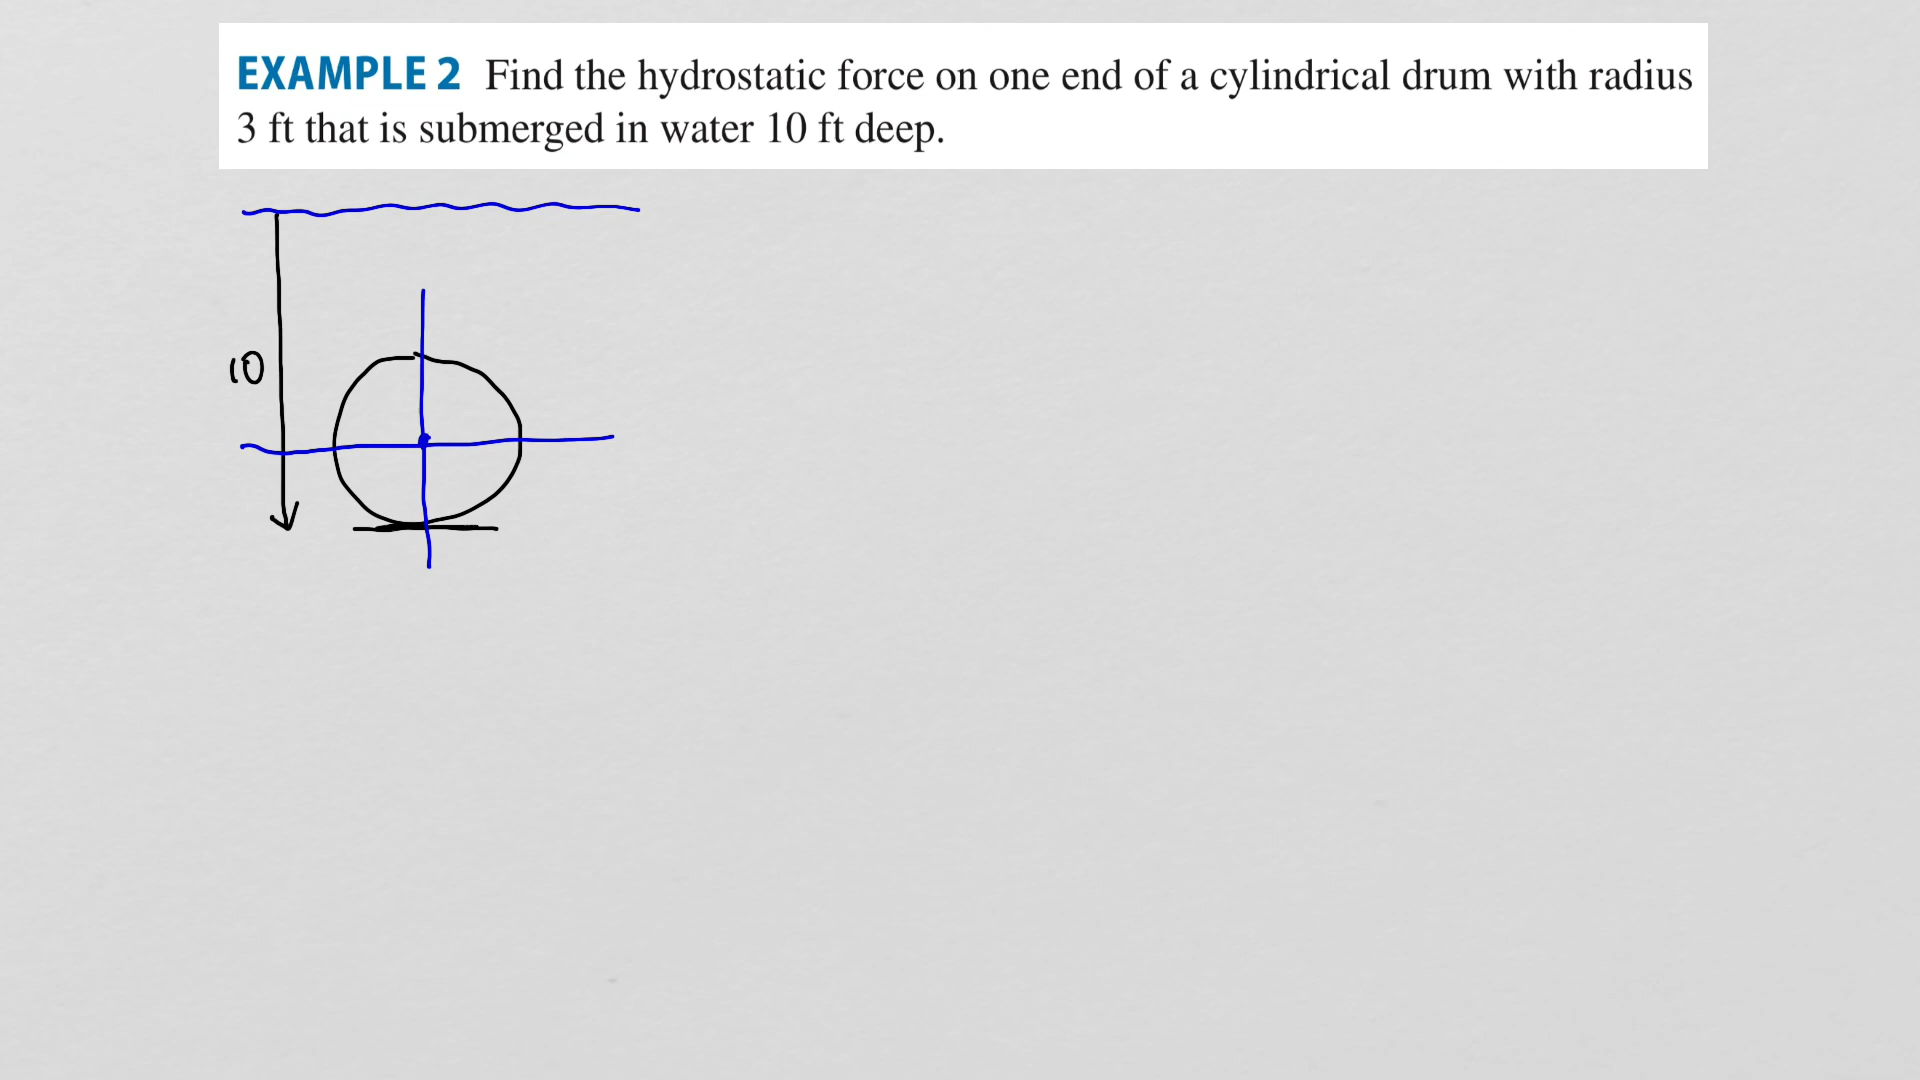 EXAMPLE 2 Find the hydrostatic force on one end of a cylindrical drum with radius
3 ft that is submerged in water 10 ft deep.
10